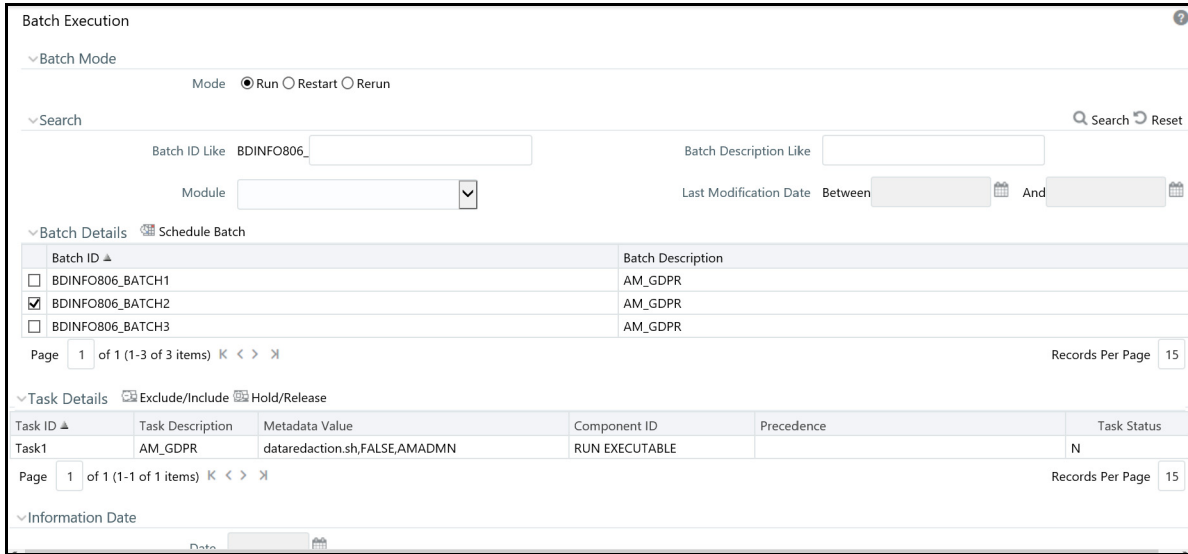 Batch Execution
Batch Mode
Mode Run Restart Rerun
Search Search Reset
Batch ID Like BDINFO806_ Batch Description Like
Module Last Modification Date Between And
Batch Details Schedule Batch
Batch ID Batch Description
BDINFO806_BATCH1 AM_GDPR
BDINFO806_BATCH2 AM_GDPR
BDINFO806_BATCH3 AM_GDPR
Page 1 of 1 (1-3 of 3 items) Records Per Page 15
Task Details Exclude/Include Hold/Release
Task ID Task Description Metadata Value Component ID Precedence Task Status
Task1 AM_GDPR dataredaction.sh,FALSE,AMADMN RUN EXECUTABLE N
Page 1 of 1 (1-1 of 1 items) Records Per Page 15
Information Date
Date